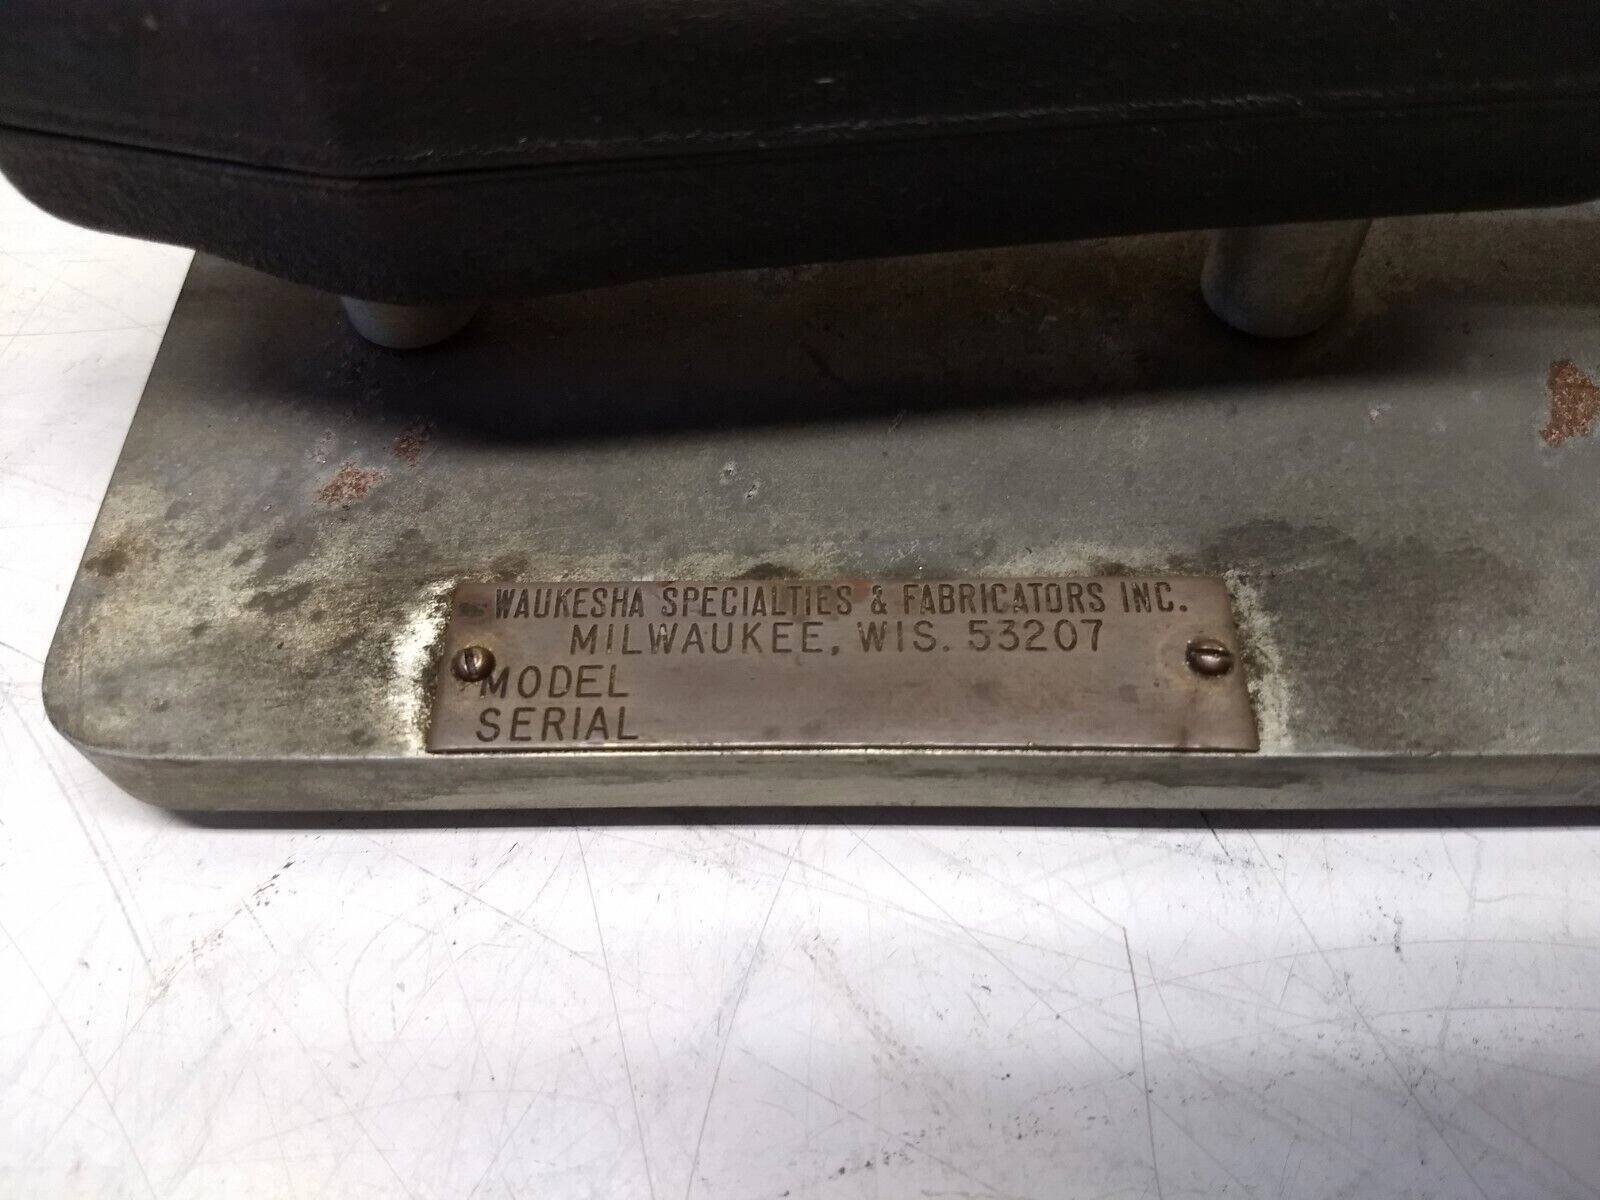 WAUKESHA SPECIALTIES & FABRICATORS INC.
MILWAUKEE, WIS. 53207
MODEL
SERIAL